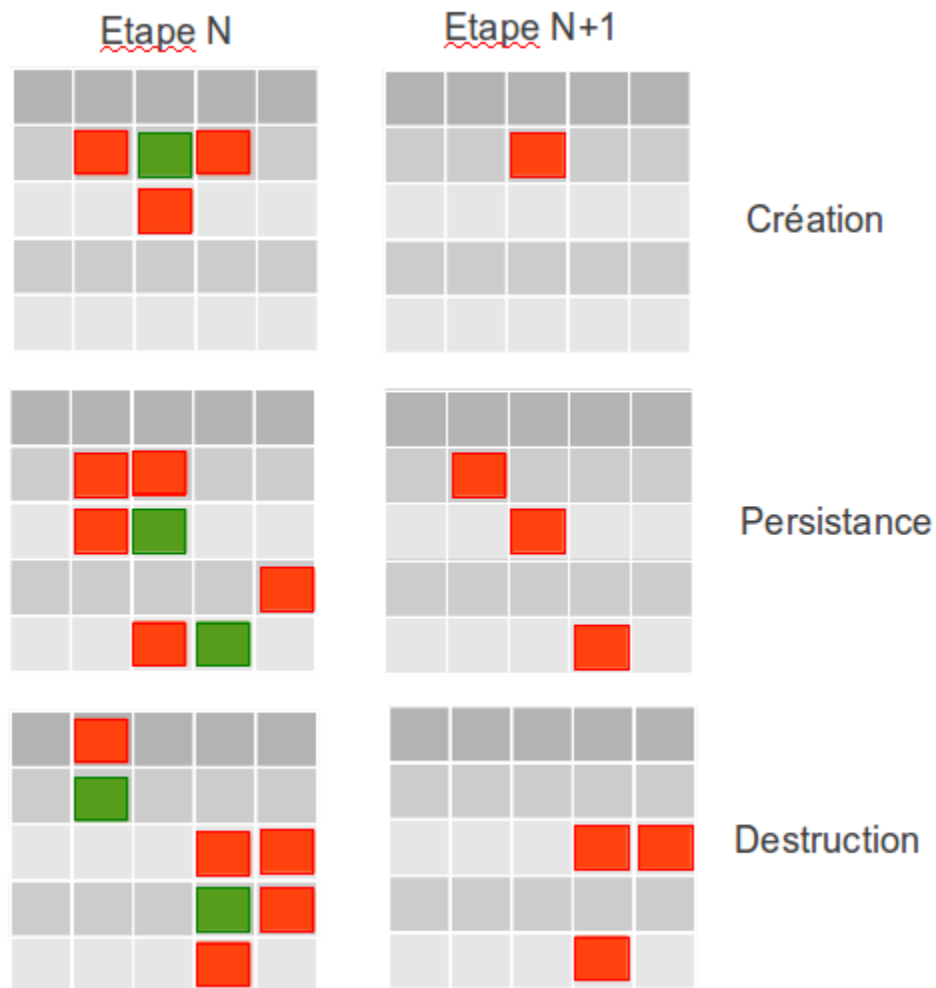 Etape N
Etape N+1
Création
Persistance
Destruction